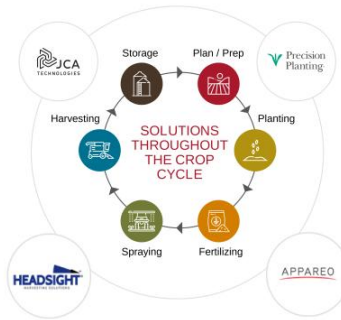 JCA
TECHNOLOGIES
Precision
Planting
Storage
Plan / Prep
Harvesting
Planting
SOLUTIONS
THROUGHOUT
THE CROP
CYCLE
Spraying
Fertilizing
HEADSIGHT
HARVESTING SOLUTIONS
APPAREO